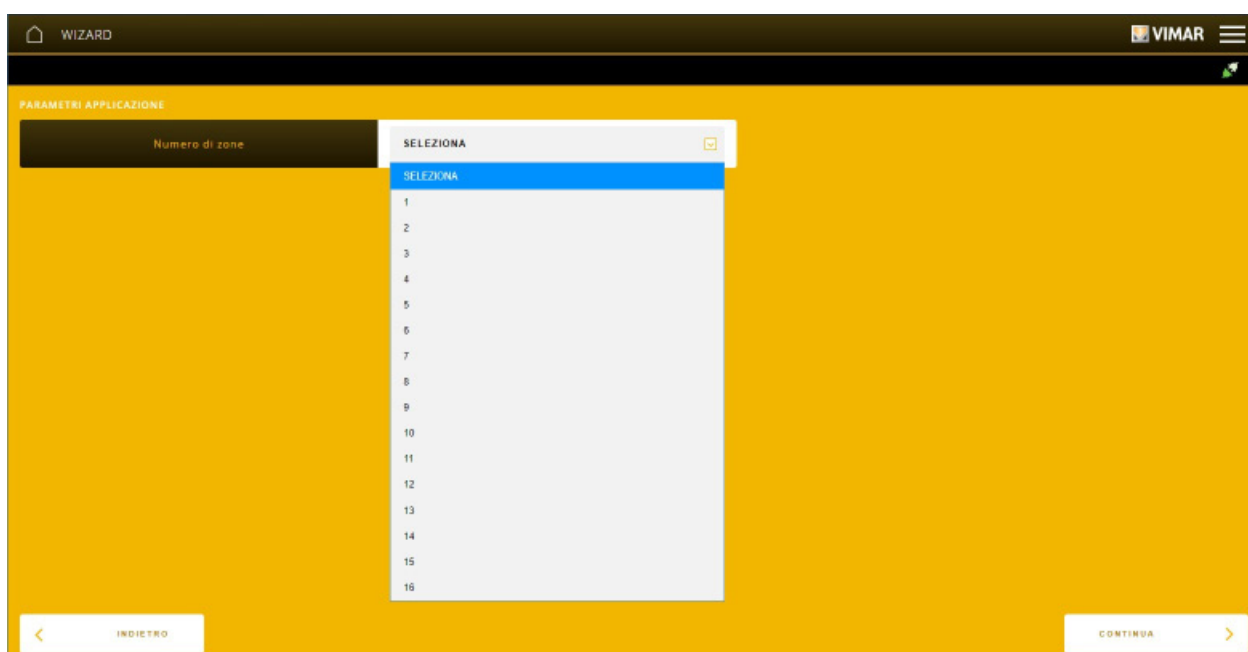 WIZARD
VIMAR
PARAMETRI APPLICAZIONE
Numero di zone
SELEZIONA
SELEZIONA
1
2
3
4
5
6
7
8
9
10
11
12
13
14
15
16
INDIETRO
CONTINUA